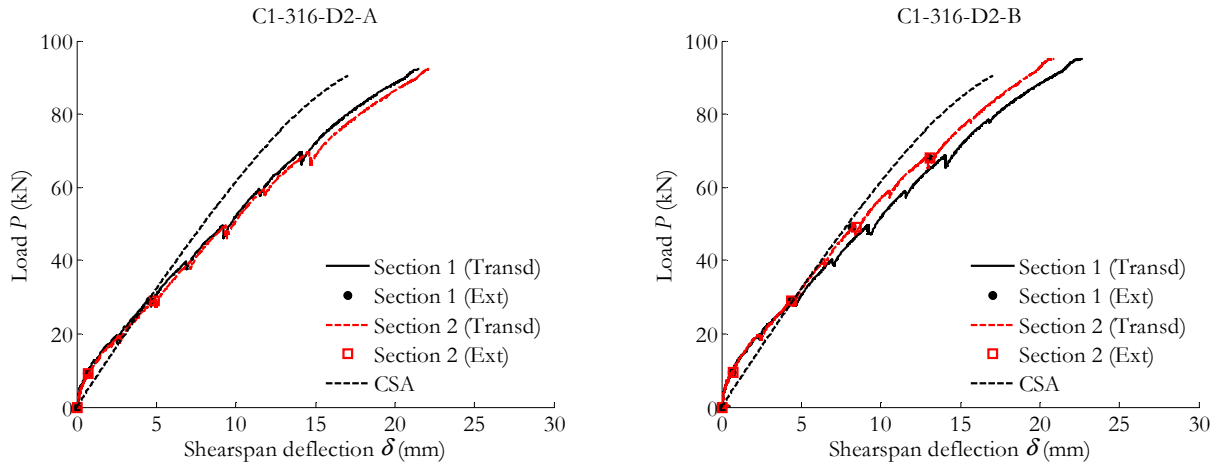 C1-316-D2-A
100
80
60
40
20
0
Load P (kN)
Section 1 (Transd)
Section 1 (Ext)
Section 2 (Transd)
Section 2 (Ext)
CSA
0 5 10 15 20 25 30
Shearspan deflection δ (mm)
C1-316-D2-B
100
80
60
40
20
0
Load P (kN)
Section 1 (Transd)
Section 1 (Ext)
Section 2 (Transd)
Section 2 (Ext)
CSA
0 5 10 15 20 25 30
Shearspan deflection δ (mm)